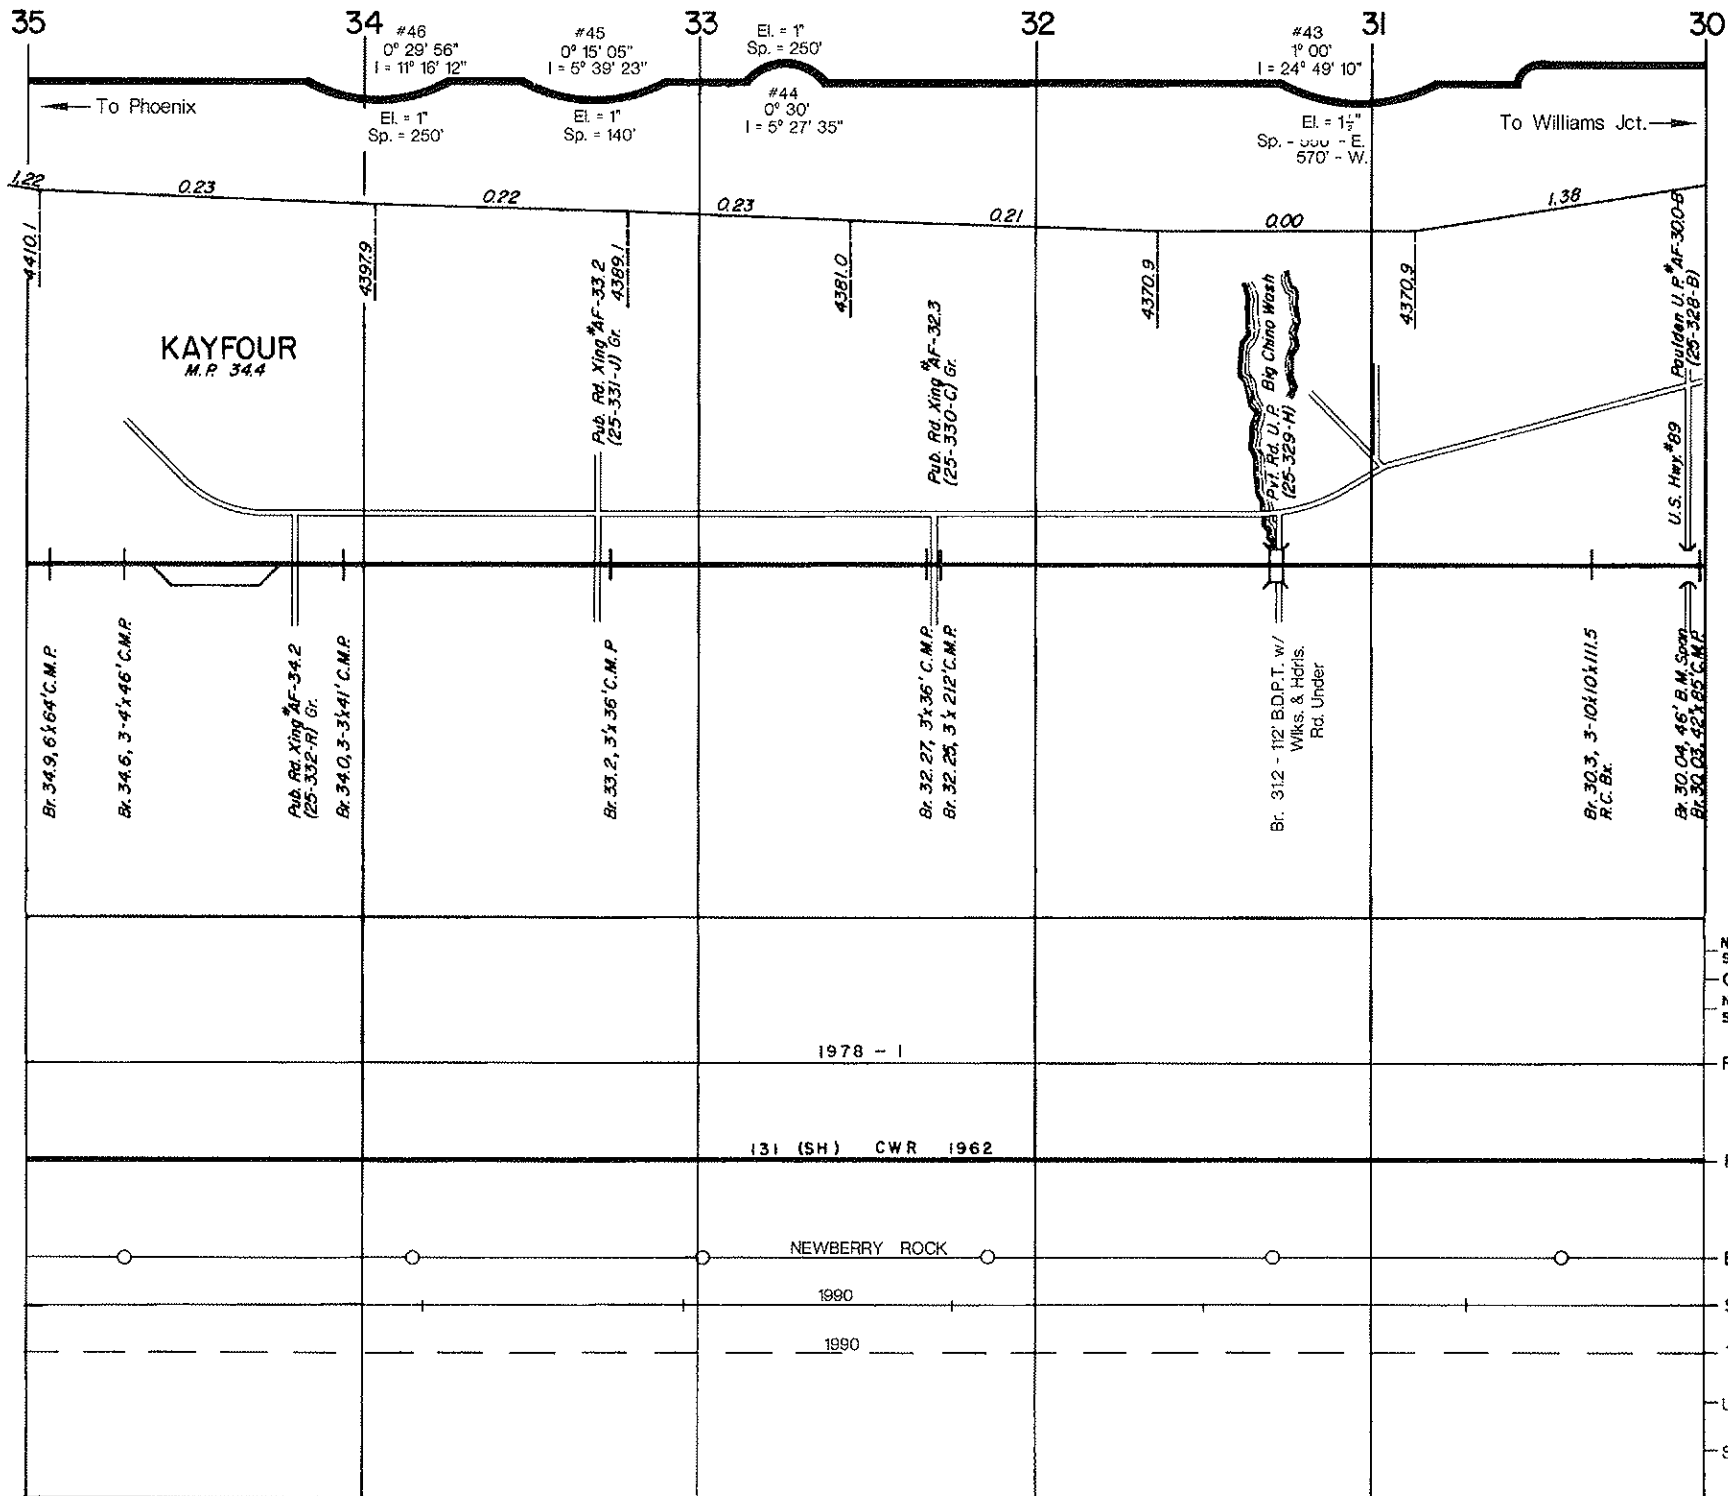 35
34
33
32
31
30
#46
0° 29' 56"
I = 11° 16' 12"
#45
0° 15' 05"
I = 5° 39' 23"
El. = 1"
Sp. = 250'
#43
1° 00'
I = 24° 49' 10"
To Phoenix
El. = 1"
Sp. = 250'
El. = 1"
Sp. = 140'
#44
0° 30'
I = 5° 27' 35"
El. = 1½"
Sp. - - E.
570' - W.
To Williams Jct.
1.22
0.23
0.22
0.23
0.21
0.00
1.38
4410.1
4397.9
4389.1
4381.0
4370.9
4370.9
KAYFOUR
M.P. 34.4
Pub. Rd. Xing #AF-33.2
(25-331-J) Gr.
Pub. Rd. Xing #AF-32.3
(25-330-C) Gr.
Big Chino Wash
Pvt. Rd. U.P.
(25-329-H)
U.S. Hwy. #89
Paulden U.P. #AF-30.0-B
(25-328-B)
Br. 34.9, 6'x64' C.M.P.
Br. 34.6, 3-4'x46' C.M.P.
Pub. Rd. Xing #AF-34.2
(25-332-R) Gr.
Br. 34.0, 3-3'x41' C.M.P.
Br. 33.2, 3'x36' C.M.P
Br. 32.27, 3'x36' C.M.P.
Br. 32.25, 3'x212' C.M.P.
Br. 31.2 - 112' B.D.P.T. w/
Wlks. & Hdrls.
Rd. Under
Br. 30.3, 3-10'x10'x111.5
R.C. Bx.
Br. 30.04, 46' B.M. Span
Br. 30.03, 42"x85' C.M.P.
1978 - 1
131 (SH) CWR 1962
NEWBERRY ROCK
1990
1990